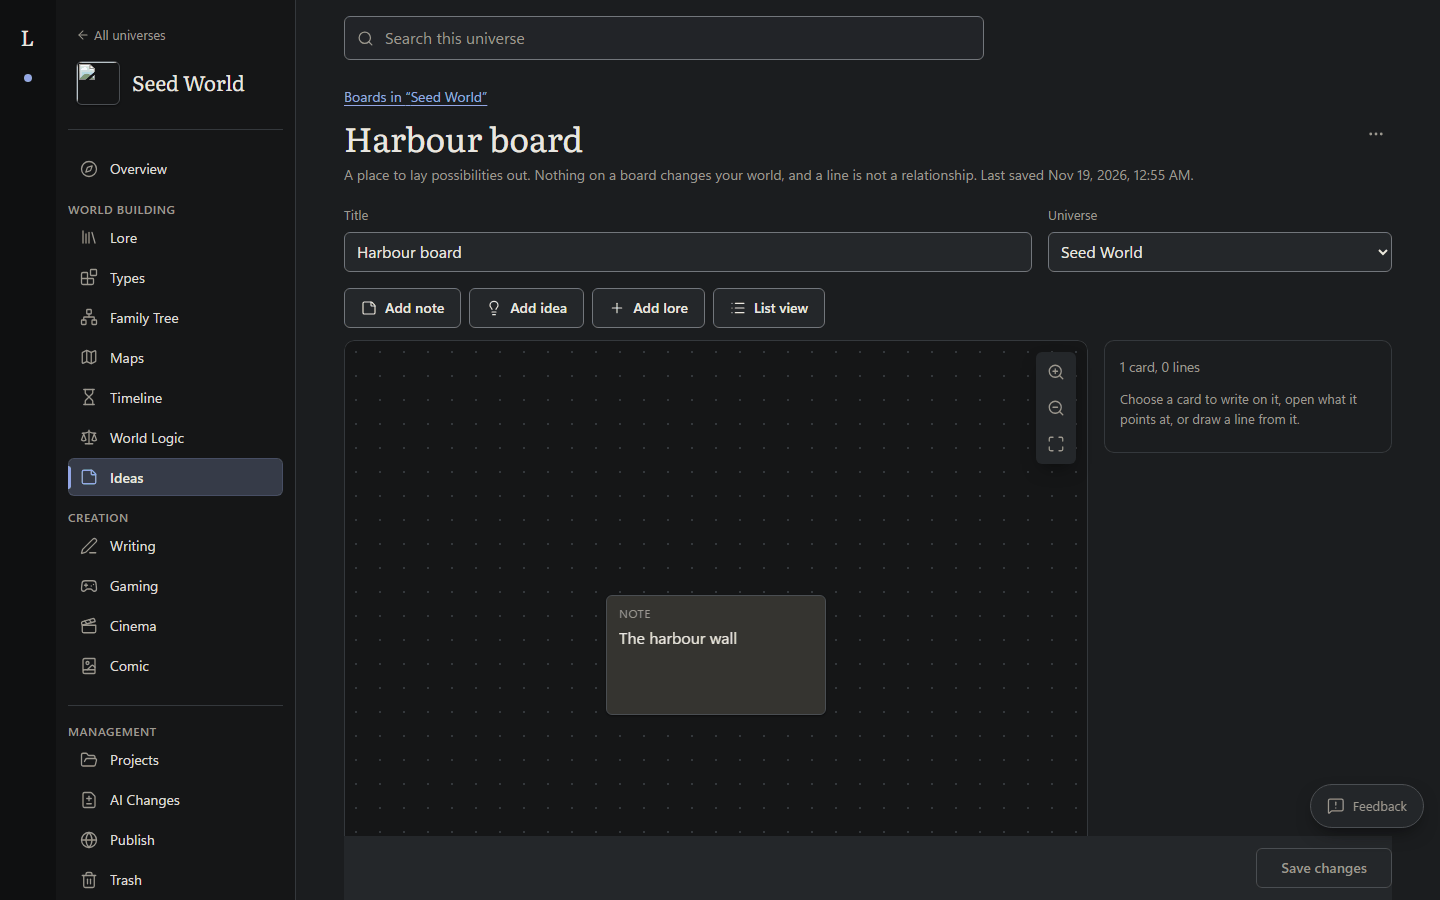 L
All universes
Seed World
Overview
WORLD BUILDING
Lore
Types
Family Tree
Maps
Timeline
World Logic
Ideas
CREATION
Writing
Gaming
Cinema
Comic
MANAGEMENT
Projects
AI Changes
Publish
Trash
Search this universe
Boards in “Seed World”
Harbour board
A place to lay possibilities out. Nothing on a board changes your world, and a line is not a relationship. Last saved Nov 19, 2026, 12:55 AM.
Title
Universe
Harbour board
Seed World
Add note
Add idea
Add lore
List view
1 card, 0 lines
Choose a card to write on it, open what it
points at, or draw a line from it.
NOTE
The harbour wall
Feedback
Save changes